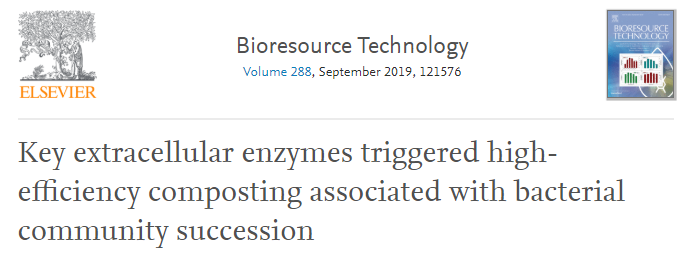 Bioresource Technology
Volume 288, September 2019, 121576
ELSEVIER
BIORESOURCE
TECHNOLOGY
Key extracellular enzymes triggered high-
efficiency composting associated with bacterial
community succession